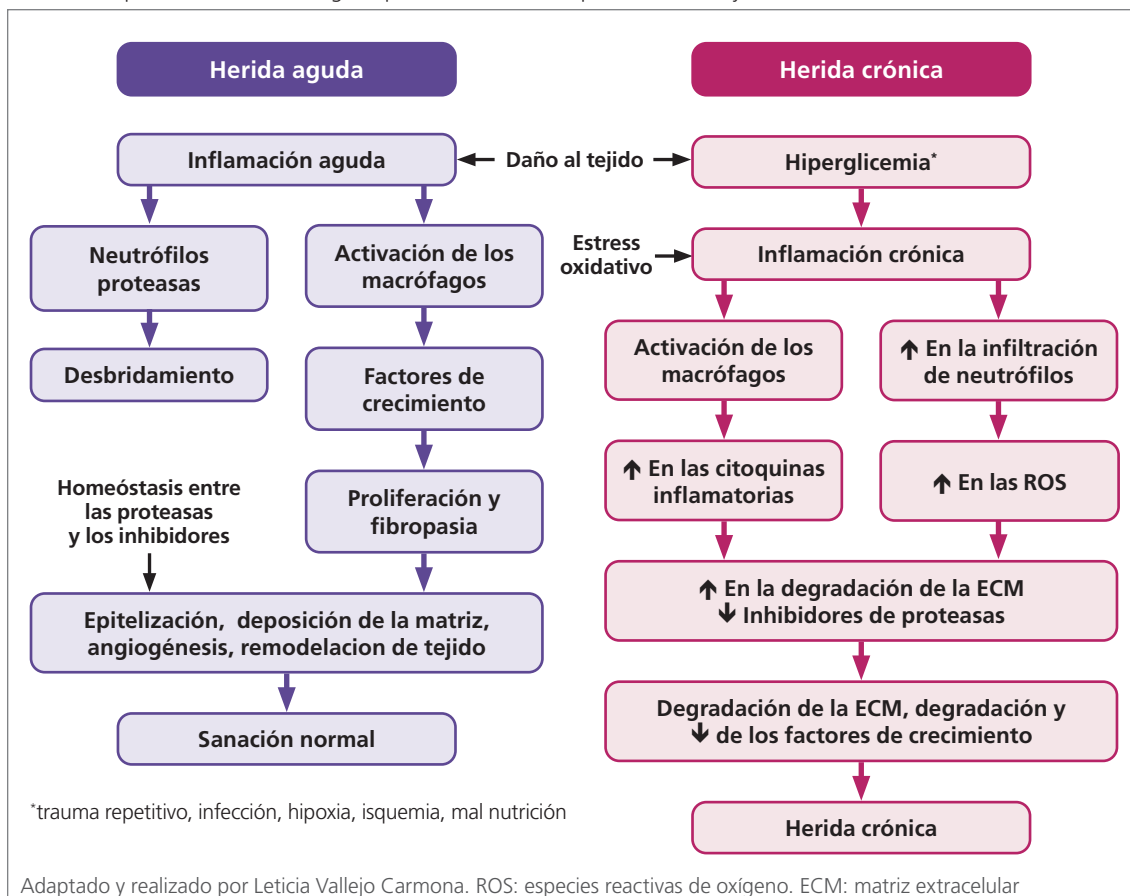 Herida aguda
Inflamación aguda
Neutrófilos
proteasas
Desbridamiento
Activación de los
macrófagos
Factores de
crecimiento
Proliferación y
fibropasia
Homeóstasis entre
las proteasas
y los inhibidores
Epitelización, deposición de la matriz,
angiogénesis, remodelacion de tejido
Sanación normal
*trauma repetitivo, infección, hipoxia, isquemia, mal nutrición
Daño al tejido
Herida crónica
Hiperglicemia*
Estress
oxidativo
Inflamación crónica
Activación de los
macrófagos
↑ En las citoquinas
inflamatorias
↑ En la infiltración
de neutrófilos
↑ En las ROS
↑ En la degradación de la ECM
↓ Inhibidores de proteasas
Degradación de la ECM, degradación y
↓ de los factores de crecimiento
Herida crónica
Adaptado y realizado por Leticia Vallejo Carmona. ROS: especies reactivas de oxígeno. ECM: matriz extracelular